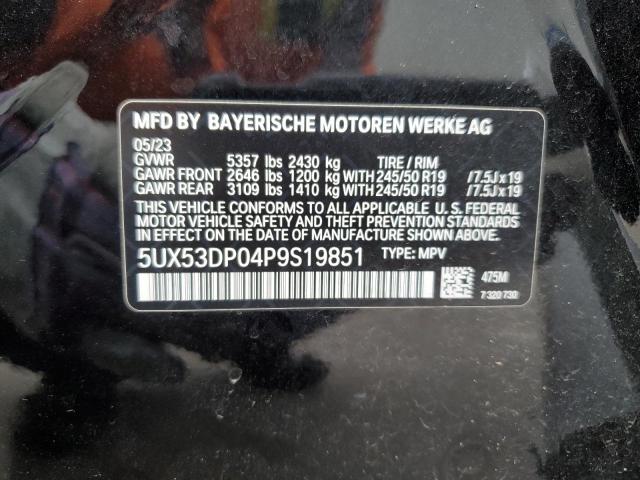 MFD BY BAYERISCHE MOTOREN WERKE AG
05/23
GVWR 5357 lbs 2430 kg TIRE / RIM
GAWR FRONT 2646 lbs 1200 kg WITH 245/50 R19 /7.5J x 19
GAWR REAR 3109 lbs 1410 kg WITH 245/50 R19 /7.5J x 19
THIS VEHICLE CONFORMS TO ALL APPLICABLE U. S. FEDERAL
MOTOR VEHICLE SAFETY AND THEFT PREVENTION STANDARDS
IN EFFECT ON THE DATE OF MANUFACTURE SHOWN ABOVE.
5UX53DP04P9S19851 TYPE: MPV
475M
7 320 730